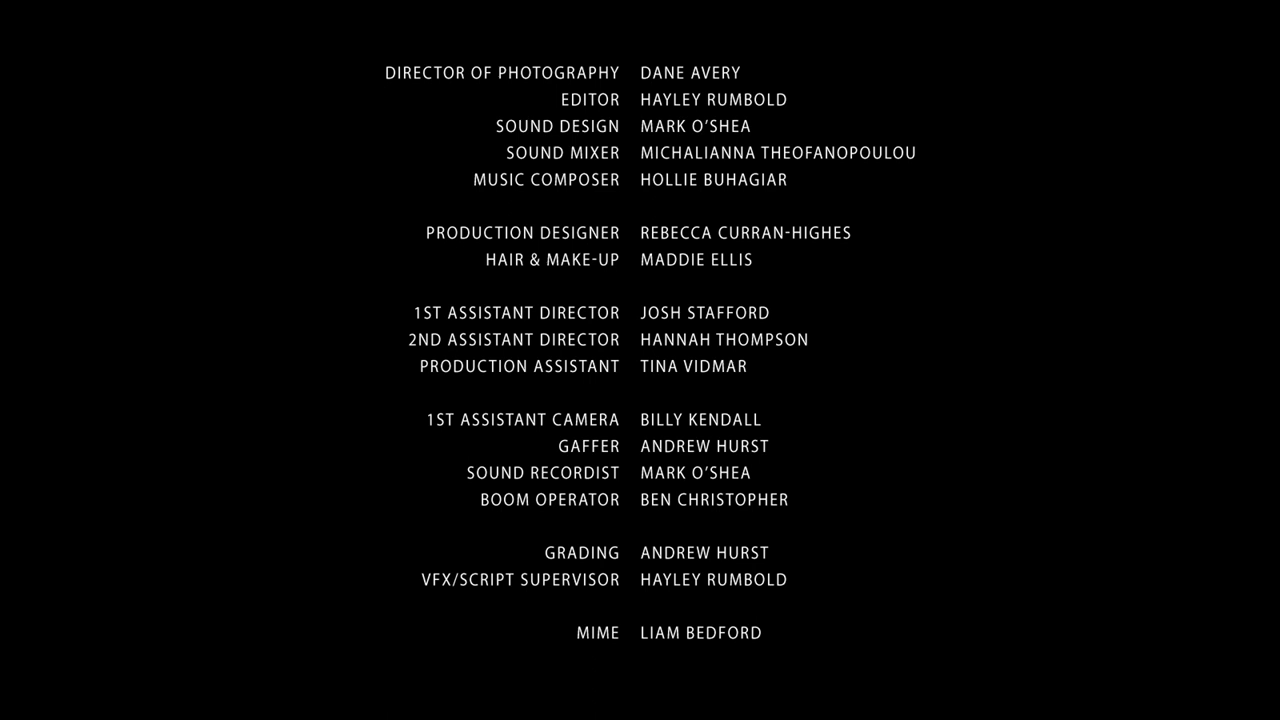 DIRECTOR OF PHOTOGRAPHY DANE AVERY
EDITOR HAYLEY RUMBOLD
SOUND DESIGN MARK O’SHEA
SOUND MIXER MICHALIANNA THEOFANOPOULOU
MUSIC COMPOSER HOLLIE BUHAGIAR
PRODUCTION DESIGNER REBECCA CURRAN-HIGHES
HAIR & MAKE-UP MADDIE ELLIS
1ST ASSISTANT DIRECTOR JOSH STAFFORD
2ND ASSISTANT DIRECTOR HANNAH THOMPSON
PRODUCTION ASSISTANT TINA VIDMAR
1ST ASSISTANT CAMERA BILLY KENDALL
GAFFER ANDREW HURST
SOUND RECORDIST MARK O’SHEA
BOOM OPERATOR BEN CHRISTOPHER
GRADING ANDREW HURST
VFX/SCRIPT SUPERVISOR HAYLEY RUMBOLD
MIME LIAM BEDFORD